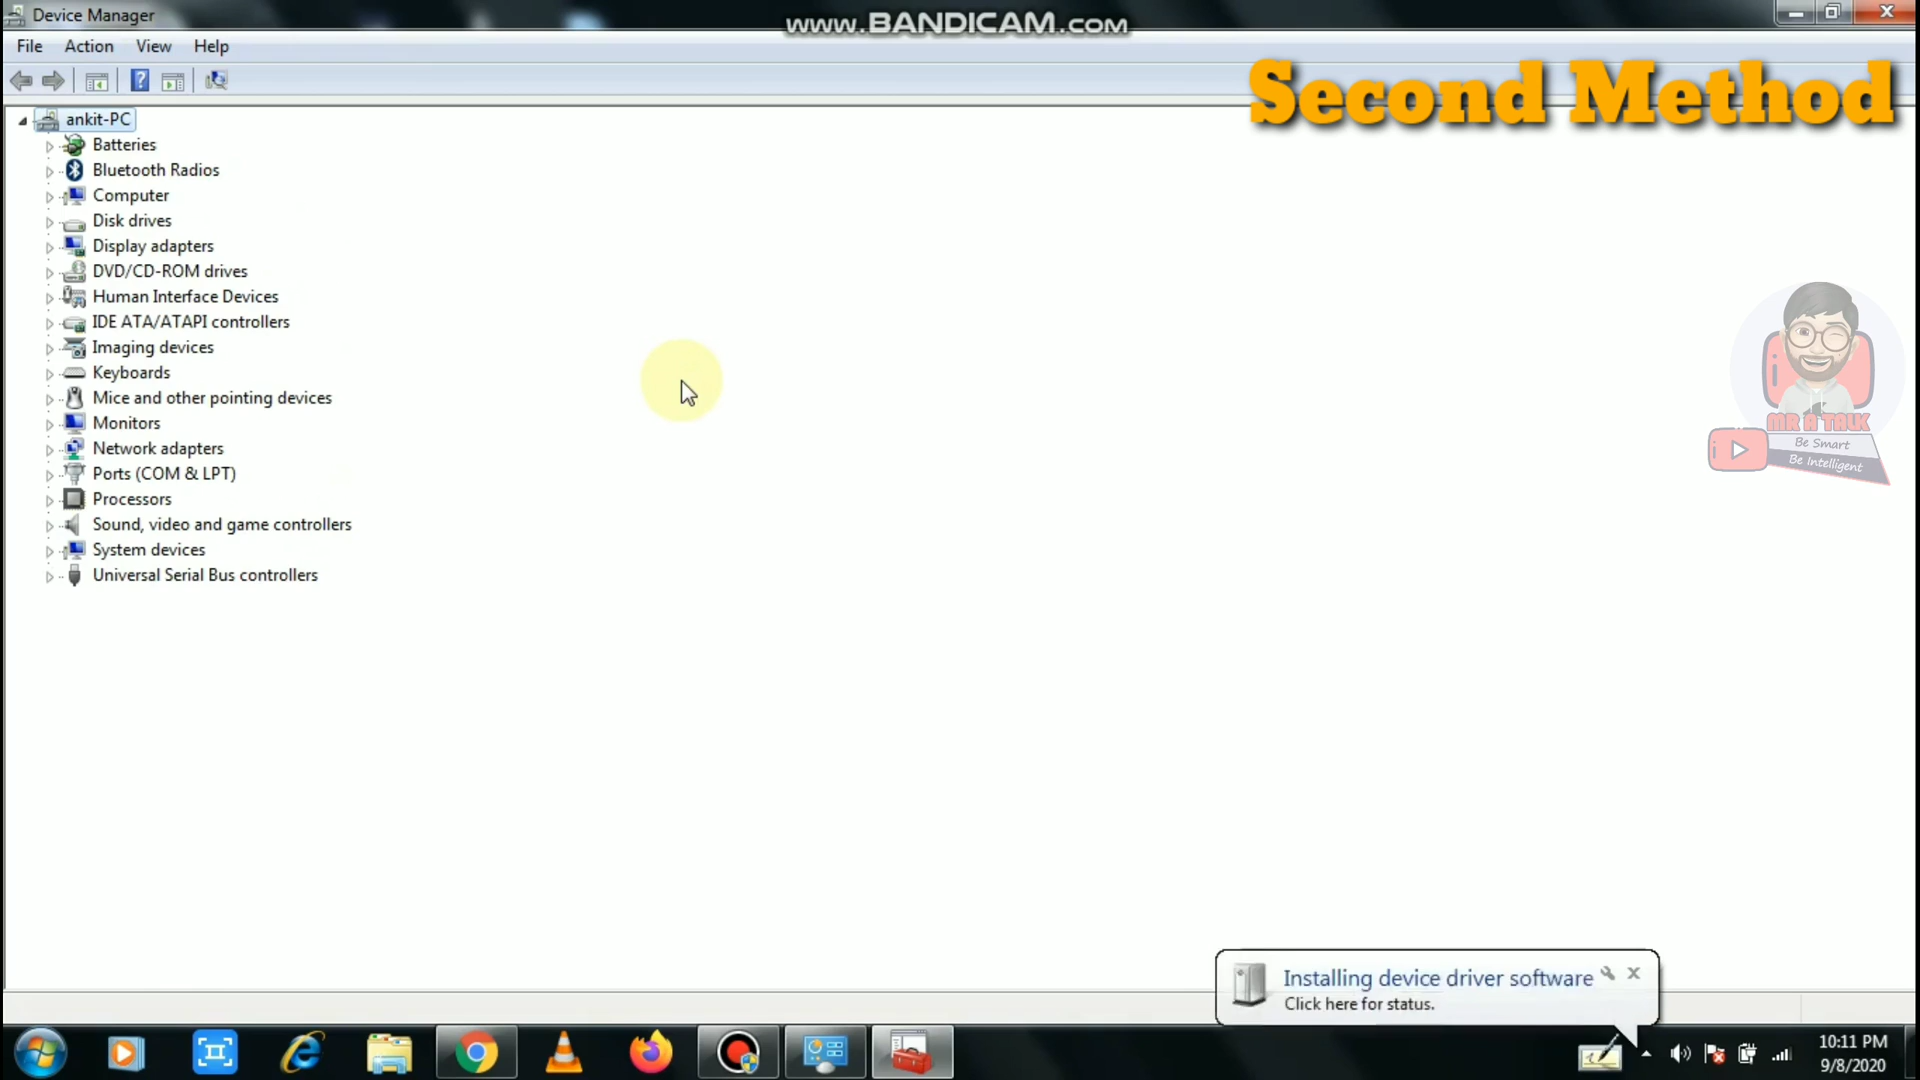 Device Manager
www.BANDICAM.com
File Action View Help
Second Method
ankit-PC
Batteries
Bluetooth Radios
Computer
Disk drives
Display adapters
DVD/CD-ROM drives
Human Interface Devices
IDE ATA/ATAPI controllers
Imaging devices
Keyboards
Mice and other pointing devices
Monitors
Network adapters
Ports (COM & LPT)
Processors
Sound, video and game controllers
System devices
Universal Serial Bus controllers
MR A TALK
Be Smart
Be Intelligent
Installing device driver software
Click here for status.
10:11 PM
9/8/2020